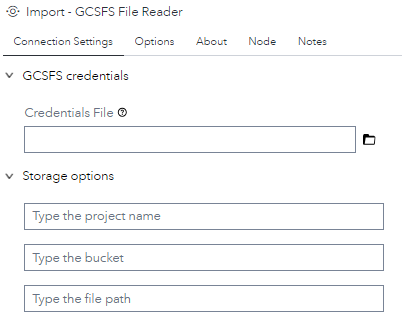 Import - GCSFS File Reader
Connection Settings Options About Node Notes
GCSFS credentials
Credentials File
Storage options
Type the project name
Type the bucket
Type the file path